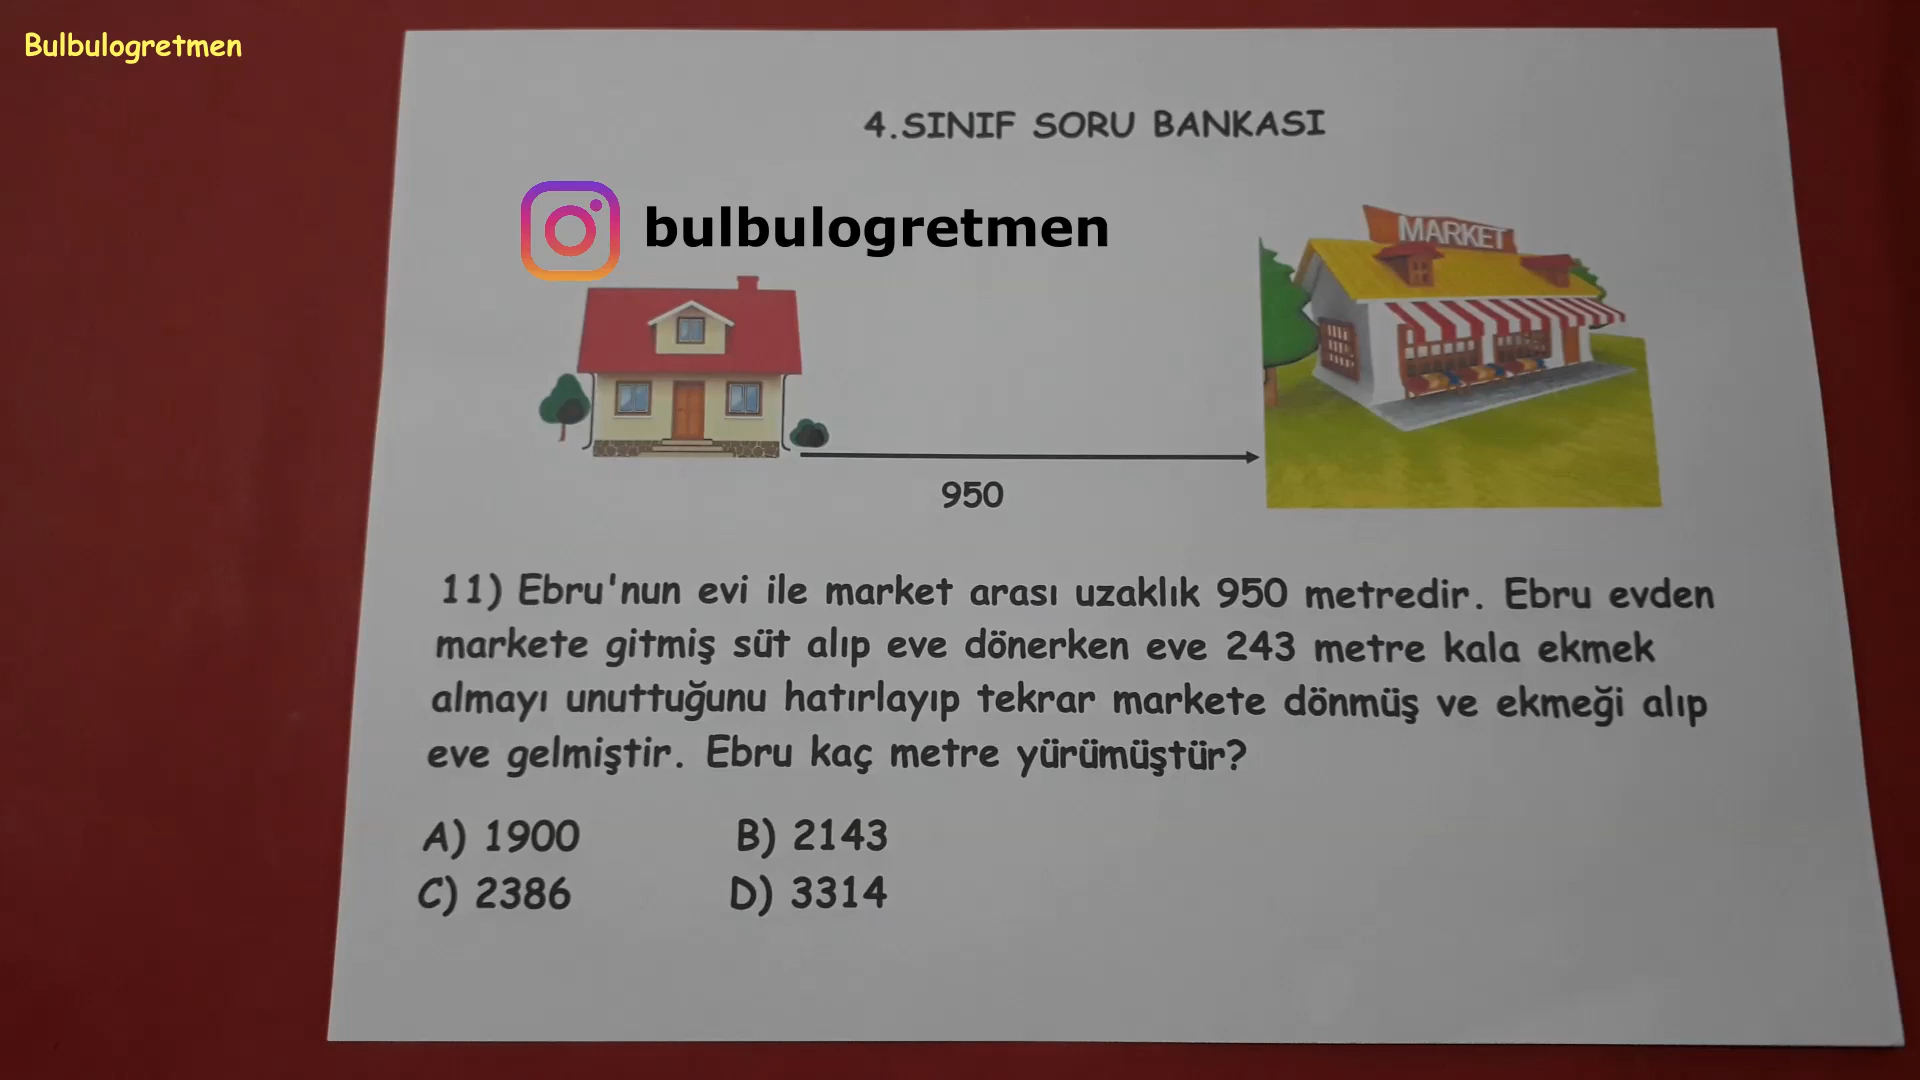 Bulbulogretmen
4.SINIF SORU BANKASI
bulbulogretmen
MARKET
950
11) Ebru'nun evi ile market arası uzaklık 950 metredir. Ebru evden
markete gitmiş süt alıp eve dönerken eve 243 metre kala ekmek
almayı unuttuğunu hatırlayıp tekrar markete dönmüş ve ekmeği alıp
eve gelmiştir. Ebru kaç metre yürümüştür?
A) 1900 B) 2143
C) 2386 D) 3314